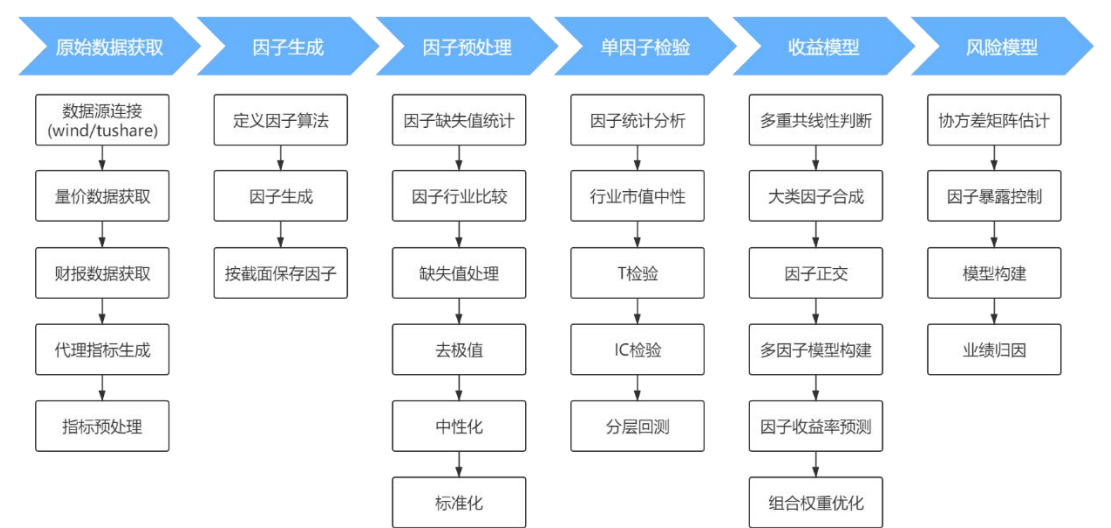 原始数据获取
因子生成
因子预处理
单因子检验
收益模型
风险模型
数据源连接
(wind/tushare)
量价数据获取
财报数据获取
代理指标生成
指标预处理
定义因子算法
因子生成
按截面保存因子
因子缺失值统计
因子行业比较
缺失值处理
去极值
中性化
标准化
因子统计分析
行业市值中性
T检验
IC检验
分层回测
多重共线性判断
大类因子合成
因子正交
多因子模型构建
因子收益率预测
组合权重优化
协方差矩阵估计
因子暴露控制
模型构建
业绩归因